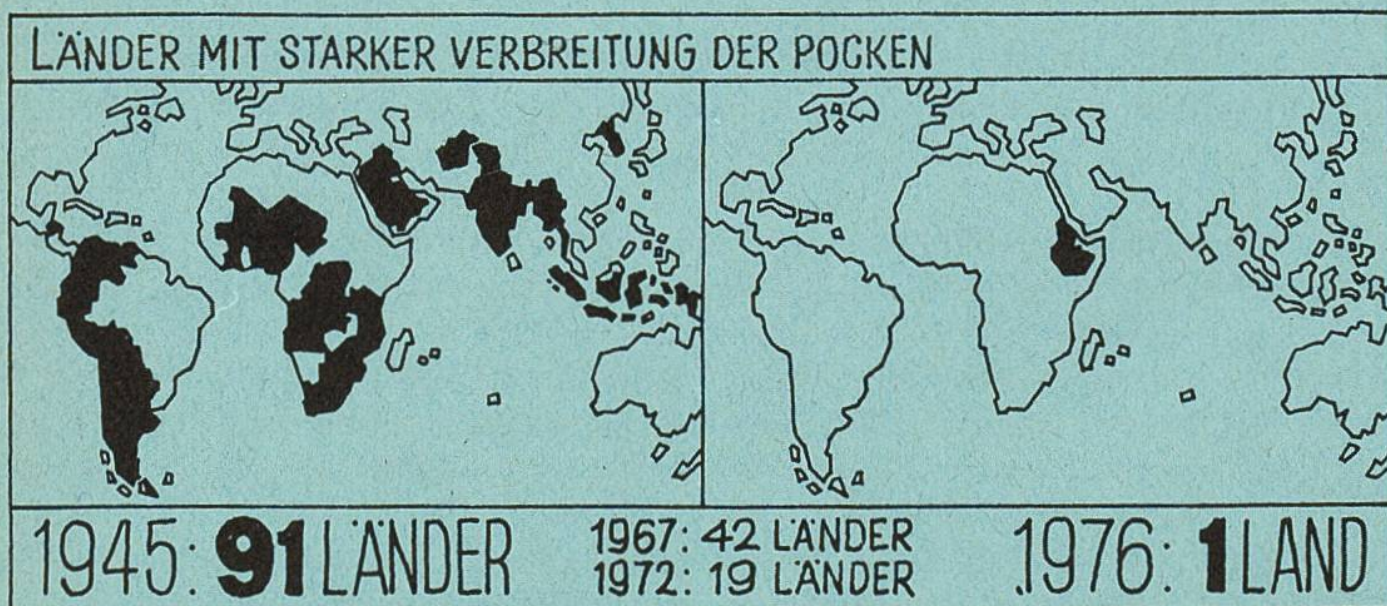 LÄNDER MIT STARKER VERBREITUNG DER POCKEN
1945: 91 LÄNDER
1967: 42 LÄNDER
1972: 19 LÄNDER
1976: 1 LAND